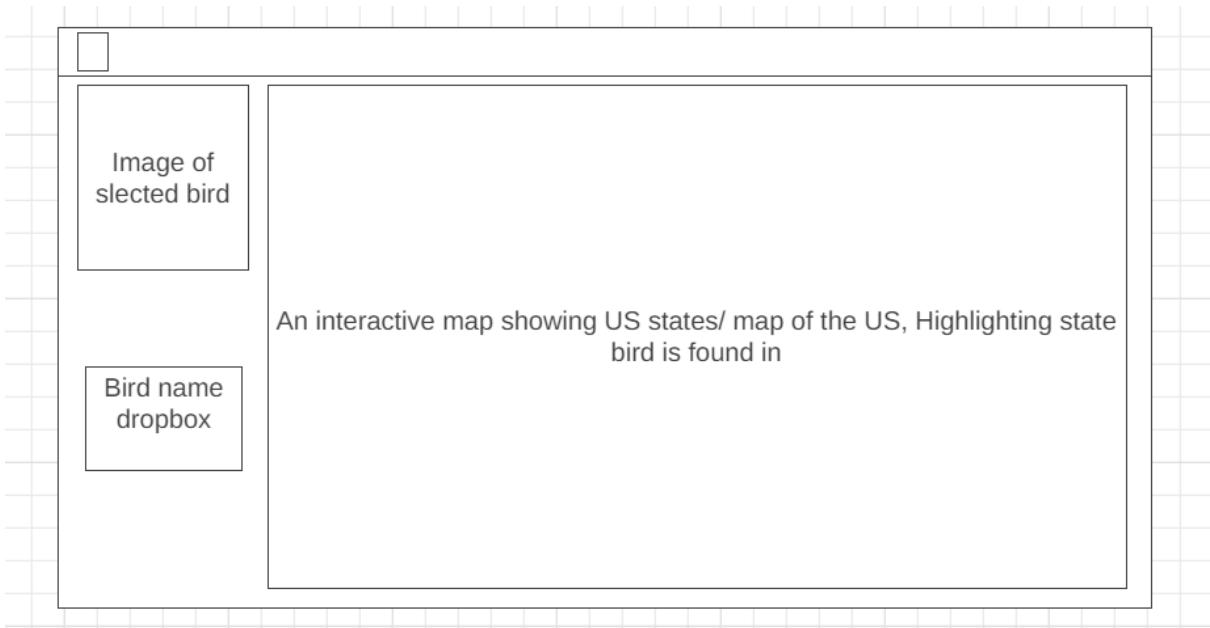 Image of
slected bird
An interactive map showing US states/ map of the US, Highlighting state
bird is found in
Bird name
dropbox